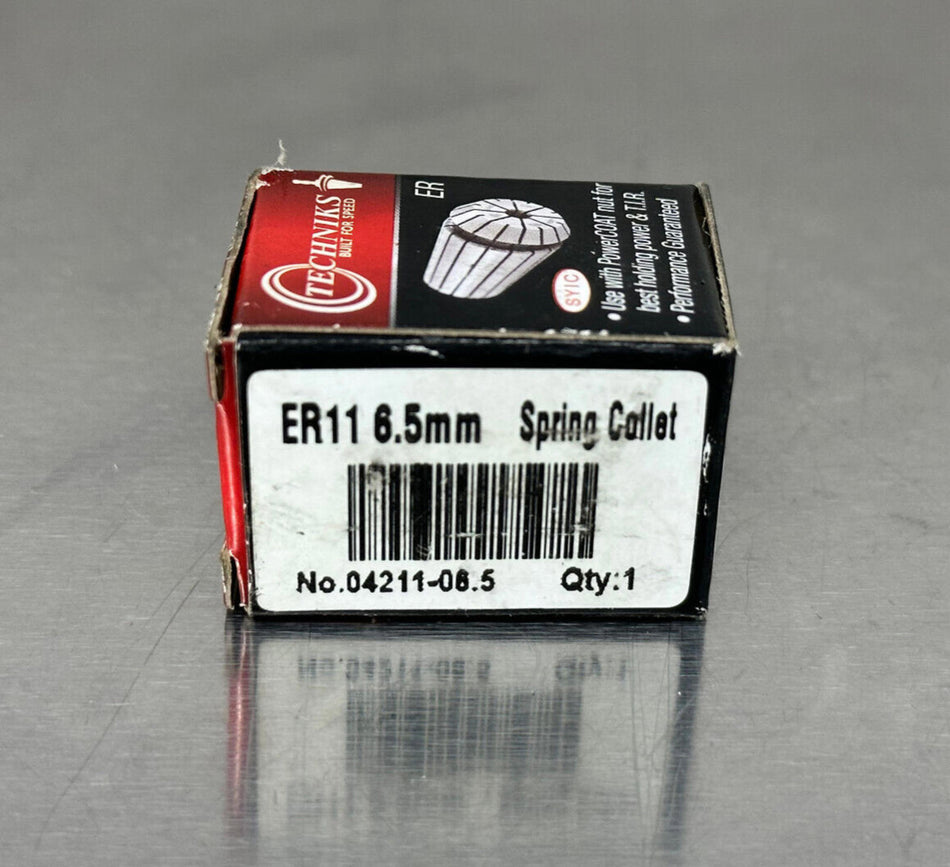 TECHNIKS
BUILT FOR SPEED
ER
SYIC
• Use with PowerCOAT nut for
best holding power & T.I.R.
• Performance Guaranteed
ER11 6.5mm Spring Collet
No.04211-06.5 Qty:1